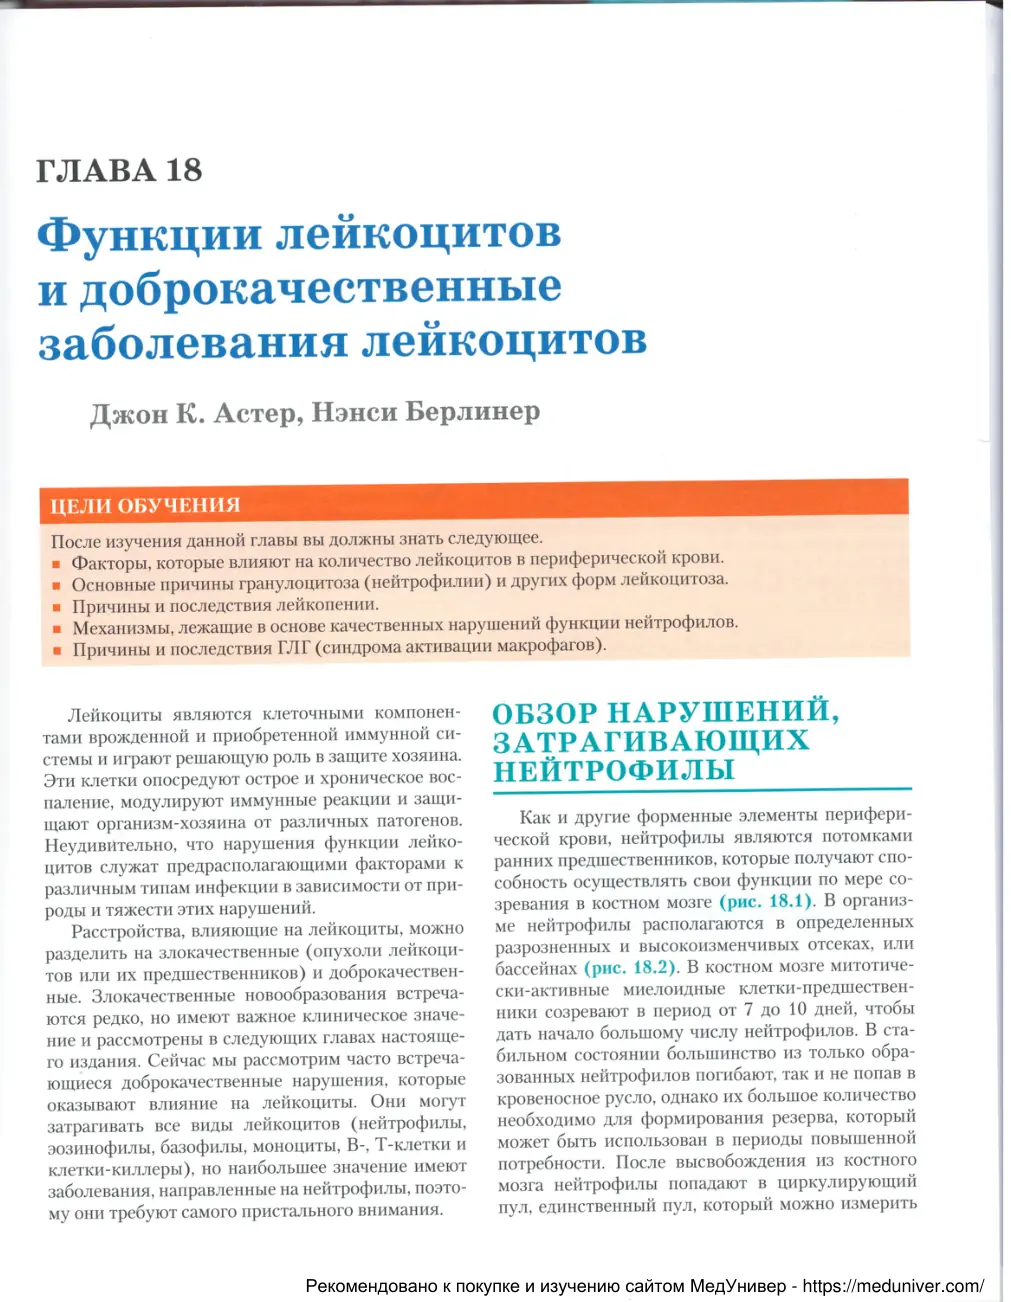 ГЛАВА 18
Функции лейкоцитов
и доброкачественные
заболевания лейкоцитов
Джон К. Астер, Нэнси Берлинер
ЦЕЛИ ОБУЧЕНИЯ
После изучения данной главы вы должны знать следующее.
■ Факторы, которые влияют на количество лейкоцитов в периферической крови.
■ Основные причины гранулоцитоза (нейтрофилии) и других форм лейкоцитоза.
■ Причины и последствия лейкопении.
■ Механизмы, лежащие в основе качественных нарушений функции нейтрофилов.
■ Причины и последствия ГЛГ (синдрома активации макрофагов).
Лейкоциты являются клеточными компонен-
тами врожденной и приобретенной иммунной си-
стемы и играют решающую роль в защите хозяина.
Эти клетки опосредуют острое и хроническое вос-
паление, модулируют иммунные реакции и защи-
щают организм-хозяина от различных патогенов.
Неудивительно, что нарушения функции лейко-
цитов служат предрасполагающими факторами к
различным типам инфекции в зависимости от при-
роды и тяжести этих нарушений.
Расстройства, влияющие на лейкоциты, можно
разделить на злокачественные (опухоли лейкоци-
тов или их предшественников) и доброкачествен-
ные. Злокачественные новообразования встреча-
ются редко, но имеют важное клиническое значе-
ние и рассмотрены в следующих главах настояще-
го издания. Сейчас мы рассмотрим часто встреча-
ющиеся доброкачественные нарушения, которые
оказывают влияние на лейкоциты. Они могут
затрагивать все виды лейкоцитов (нейтрофилы,
эозинофилы, базофилы, моноциты, В-, Т-клетки и
клетки-киллеры), но наибольшее значение имеют
заболевания, направленные на нейтрофилы, поэто-
му они требуют самого пристального внимания.
ОБЗОР НАРУШЕНИЙ,
ЗАТРАГИВАЮЩИХ
НЕЙТРОФИЛЫ
Как и другие форменные элементы перифери-
ческой крови, нейтрофилы являются потомками
ранних предшественников, которые получают спо-
собность осуществлять свои функции по мере со-
зревания в костном мозге (рис. 18.1). В организ-
ме нейтрофилы располагаются в определенных
разрозненных и высокоизменчивых отсеках, или
бассейнах (рис. 18.2). В костном мозге митотиче-
ски-активные миелоидные клетки-предшествен-
ники созревают в период от 7 до 10 дней, чтобы
дать начало большому числу нейтрофилов. В ста-
бильном состоянии большинство из только обра-
зованных нейтрофилов погибают, так и не попав в
кровеносное русло, однако их большое количество
необходимо для формирования резерва, который
может быть использован в периоды повышенной
потребности. После высвобождения из костного
мозга нейтрофилы попадают в циркулирующий
пул, единственный пул, который можно измерить
Рекомендовано к покупке и изучению сайтом МедУнивер - https://meduniver.com/